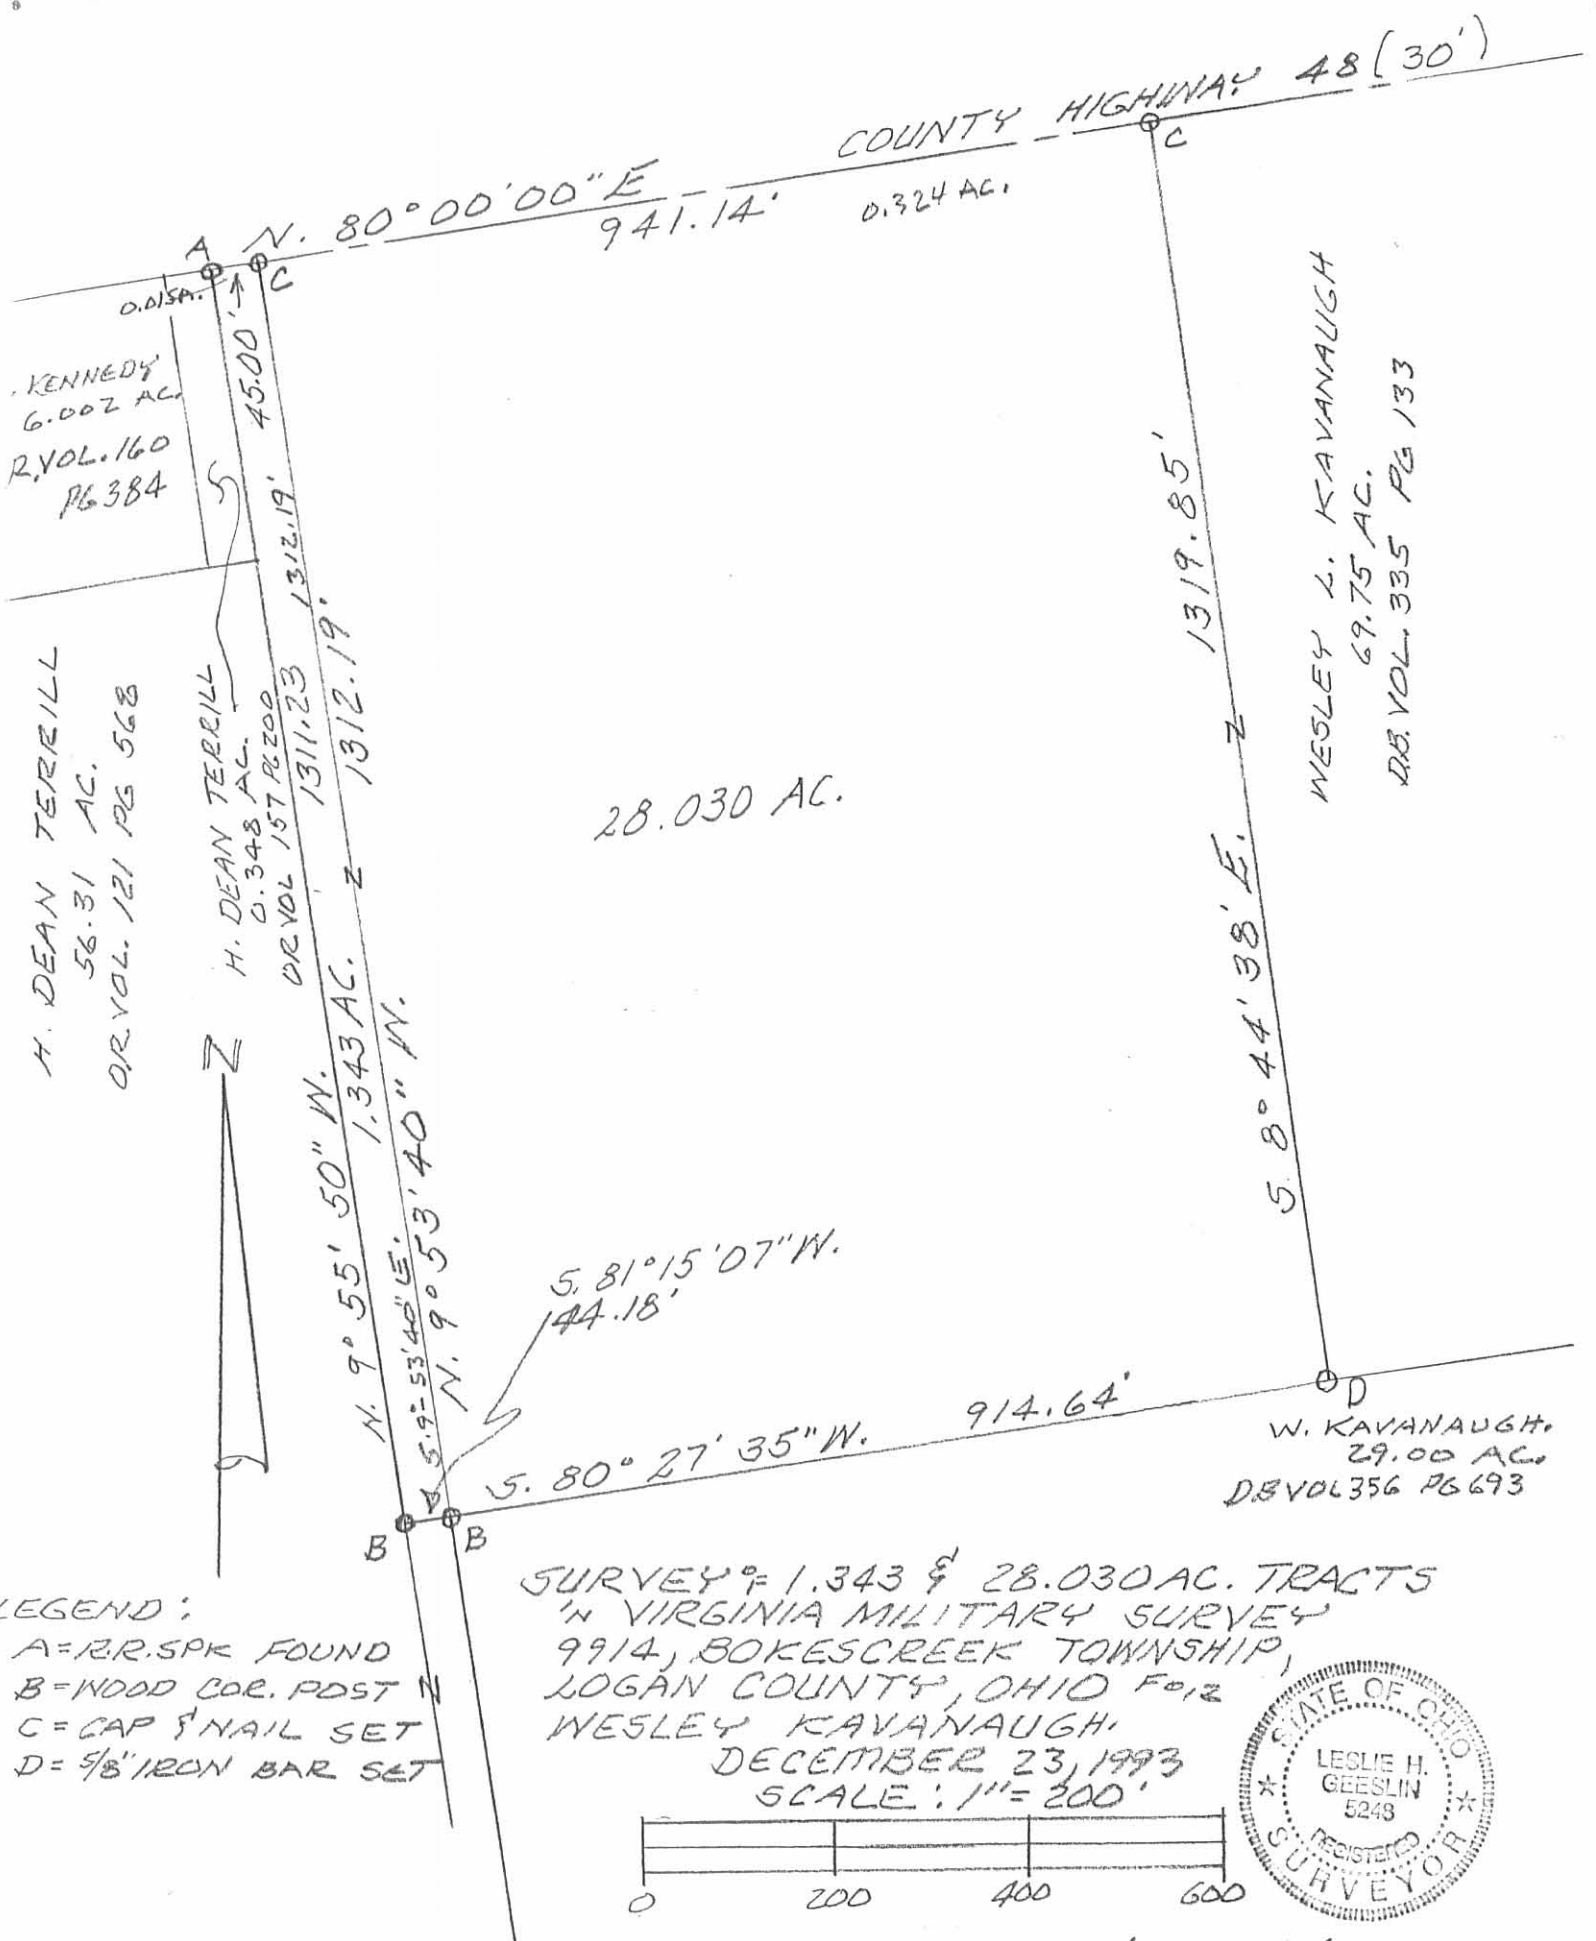 COUNTY HIGHWAY 48 (30')
N. 80°00'00" E
941.14'
0.324 AC.
A
C
C
0.015A.
45.00'
. KENNEDY
6.002 AC.
R.VOL.160
PG 384
H. DEAN TERRILL
56.31 AC.
OR.VOL. 121 PG 568
H. DEAN TERRILL
0.348 AC.
OR VOL 157 PG 200
1311.23
1312.19'
1312.19'
N. 9° 55' 50" W.
1.343 AC.
S. 9°-53'40" E.
N. 9° 53' 40" W.
Z
28.030 AC.
1319.85'
S. 8° 44' 38' E.
Z
WESLEY L. KAVANAUGH
69.75 AC.
D.B. VOL. 335 PG 133
Z
S. 81°15'07" W.
144.18'
S. 80° 27' 35" W.
914.64'
D
W. KAVANAUGH.
29.00 AC.
DB VOL 356 PG 693
B
B
Z
LEGEND:
A = R.R. SPK FOUND
B = WOOD COR. POST
C = CAP & NAIL SET
D = 5/8" IRON BAR SET
SURVEY OF 1.343 & 28.030 AC. TRACTS
IN VIRGINIA MILITARY SURVEY
9914, BOKESCREEK TOWNSHIP,
LOGAN COUNTY, OHIO FOR
WESLEY KAVANAUGH.
DECEMBER 23, 1993
SCALE: 1"= 200'
0 200 400 600
STATE OF OHIO
LESLIE H.
GEESLIN
5248
REGISTERED
SURVEYOR